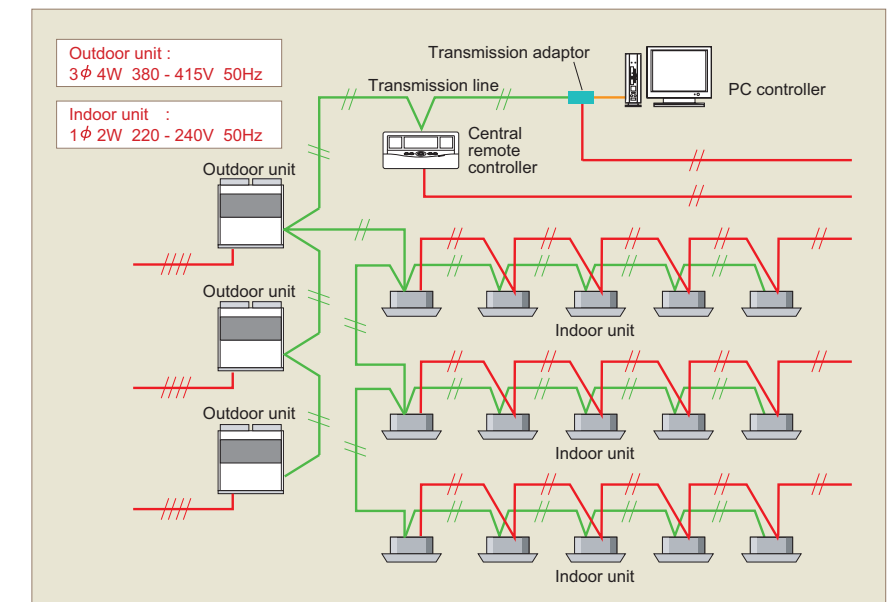 Outdoor unit :
3ϕ 4W 380 - 415V 50Hz
Indoor unit :
1ϕ 2W 220 - 240V 50Hz
Transmission adaptor
Transmission line
PC controller
Central
remote
controller
Outdoor unit
Outdoor unit
Indoor unit
Outdoor unit
Indoor unit
Indoor unit